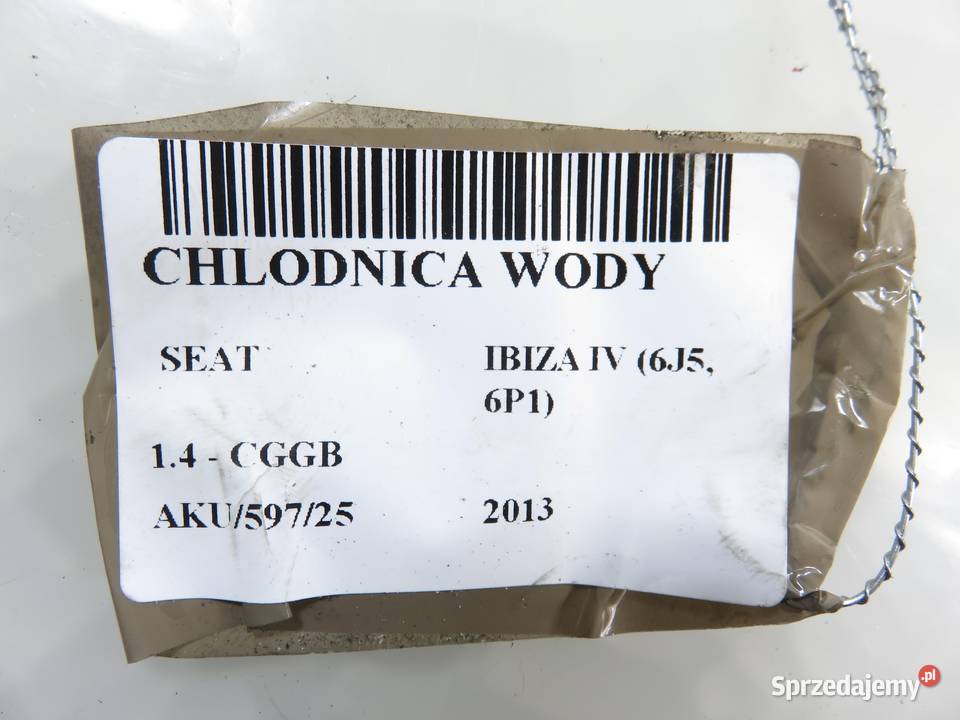 CHLODNICA WODY
SEAT IBIZA IV (6J5,
6P1)
1.4 - CGGB
AKU/597/25 2013
Sprzedajemy.pl